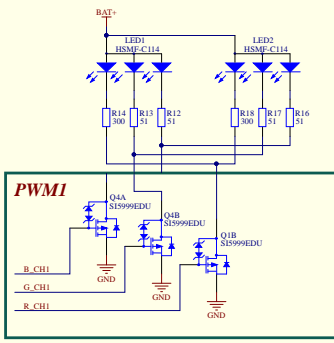 BAT+
LED1
HSMF-C114
LED2
HSMF-C114
R14
300
R13
51
R12
51
R18
300
R17
51
R16
51
PWM1
Q4A
SI5999EDU
Q4B
SI5999EDU
Q1B
SI5999EDU
B_CH1
GND
G_CH1
GND
R_CH1
GND